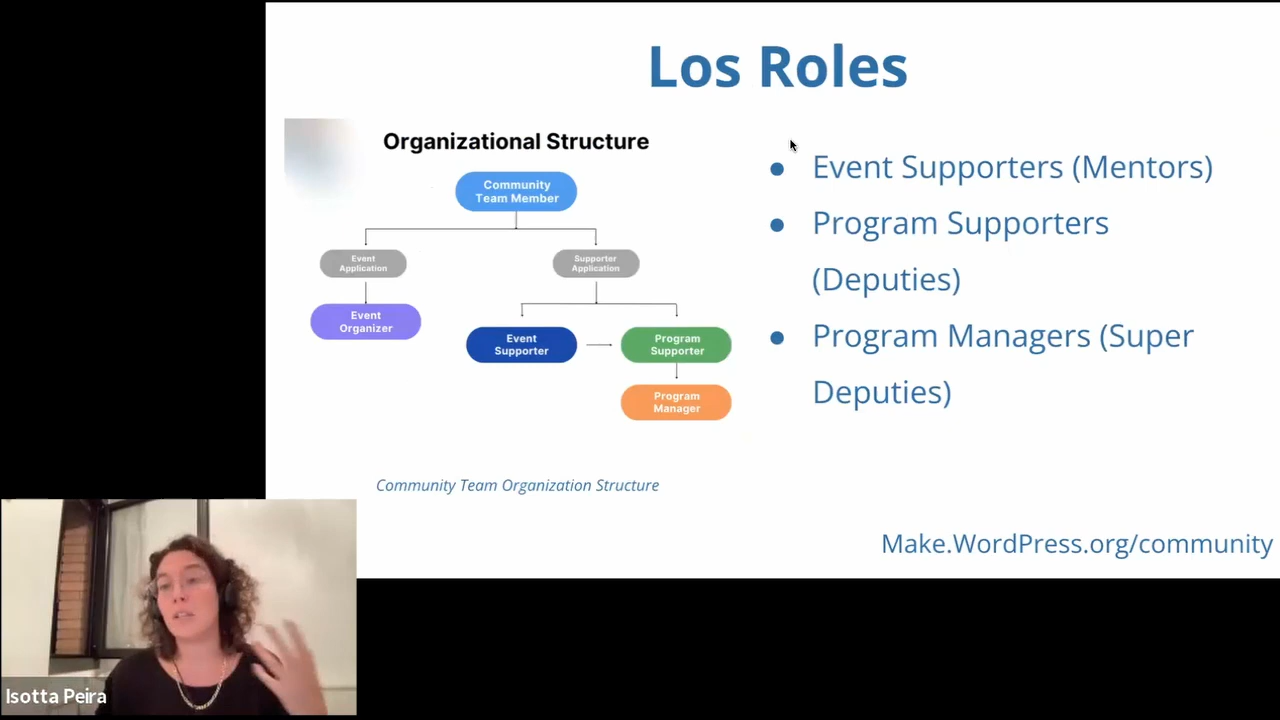 Los Roles
Organizational Structure
Community
Team Member
Event
Application
Supporter
Application
Event
Organizer
Event
Supporter
Program
Supporter
Program
Manager
Community Team Organization Structure
● Event Supporters (Mentors)
● Program Supporters
(Deputies)
● Program Managers (Super
Deputies)
Make.WordPress.org/community
Isotta Peira